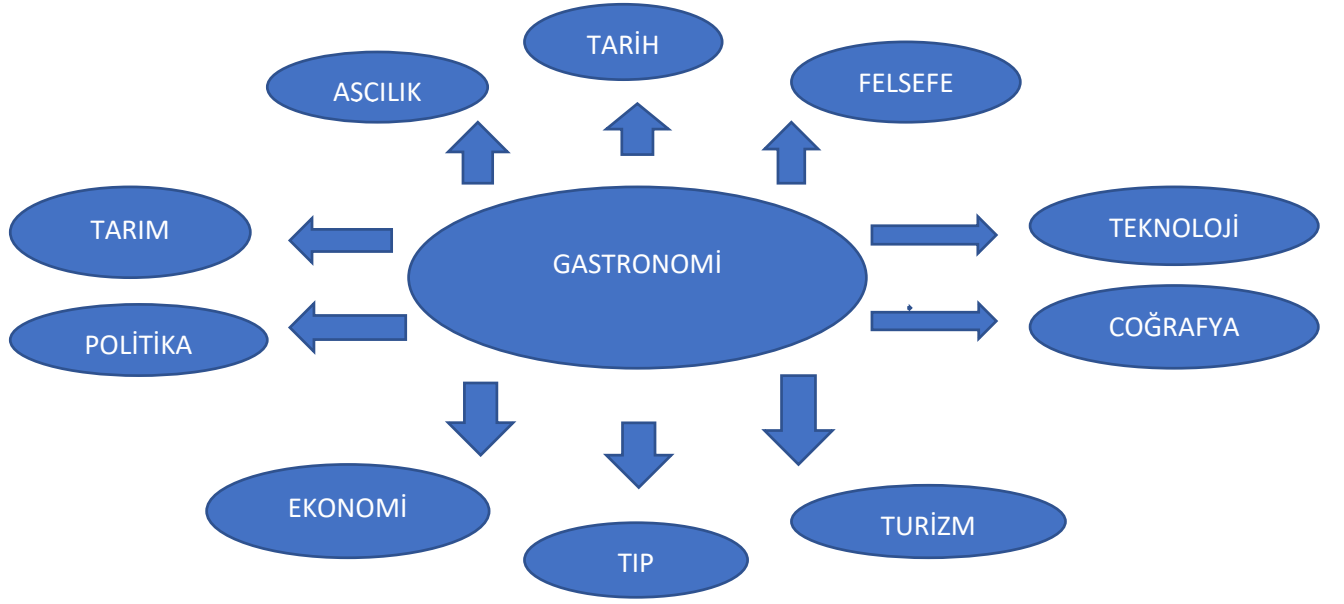 TARİH
ASCILIK
FELSEFE
TARIM
TEKNOLOJİ
GASTRONOMİ
POLİTİKA
COĞRAFYA
EKONOMİ
TURİZM
TIP